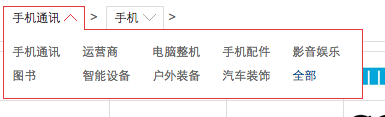 手机通讯 > 手机 >
手机通讯 运营商 电脑整机 手机配件 影音娱乐
图书 智能设备 户外装备 汽车装饰 全部